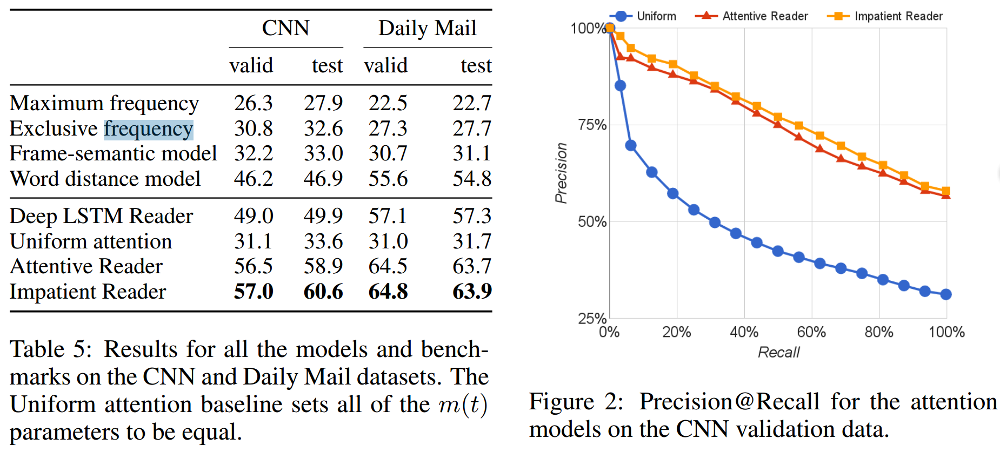 CNN Daily Mail
valid test valid test
Maximum frequency 26.3 27.9 22.5 22.7
Exclusive frequency 30.8 32.6 27.3 27.7
Frame-semantic model 32.2 33.0 30.7 31.1
Word distance model 46.2 46.9 55.6 54.8
Deep LSTM Reader 49.0 49.9 57.1 57.3
Uniform attention 31.1 33.6 31.0 31.7
Attentive Reader 56.5 58.9 64.5 63.7
Impatient Reader 57.0 60.6 64.8 63.9
Table 5: Results for all the models and bench-
marks on the CNN and Daily Mail datasets. The
Uniform attention baseline sets all of the m(t)
parameters to be equal.
Uniform Attentive Reader Impatient Reader
100%
75%
50%
25%
Precision
0% 20% 40% 60% 80% 100%
Recall
Figure 2: Precision@Recall for the attention
models on the CNN validation data.